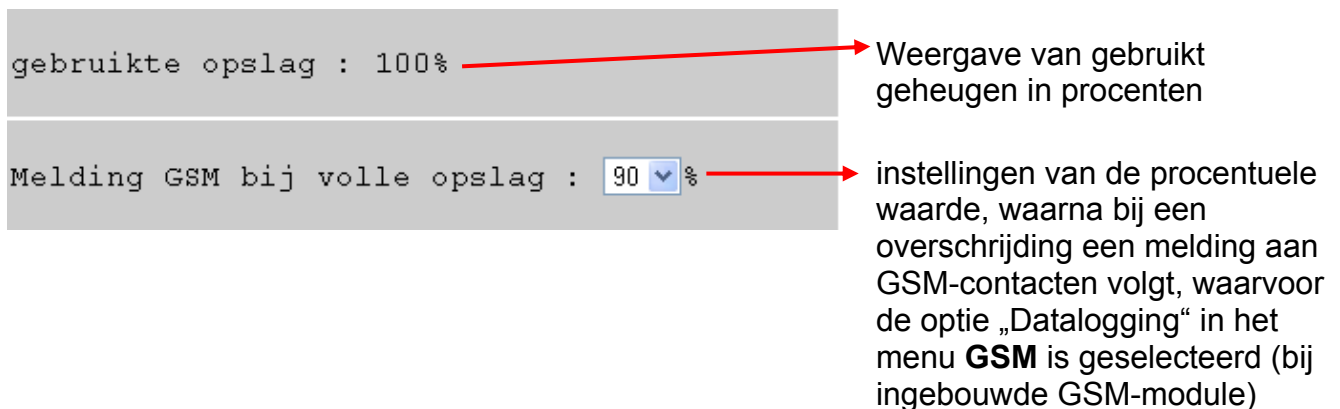 gebruikte opslag : 100%
Weergave van gebruikt
geheugen in procenten
Melding GSM bij volle opslag : 90 %
instellingen van de procentuele
waarde, waarna bij een
overschrijding een melding aan
GSM-contacten volgt, waarvoor
de optie „Datalogging“ in het
menu GSM is geselecteerd (bij
ingebouwde GSM-module)